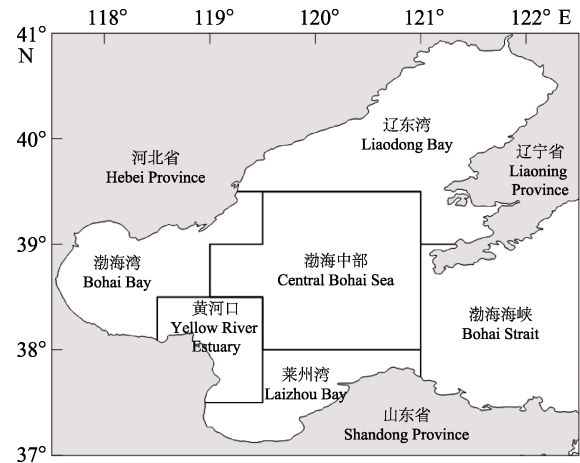 118° 119° 120° 121° 122° E
41°
N
40°
39°
38°
37°
辽东湾
Liaodong Bay
河北省
Hebei Province
辽宁省
Liaoning
Province
渤海湾
Bohai Bay
渤海中部
Central Bohai Sea
黄河口
Yellow River
Estuary
渤海海峡
Bohai Strait
莱州湾
Laizhou Bay
山东省
Shandong Province